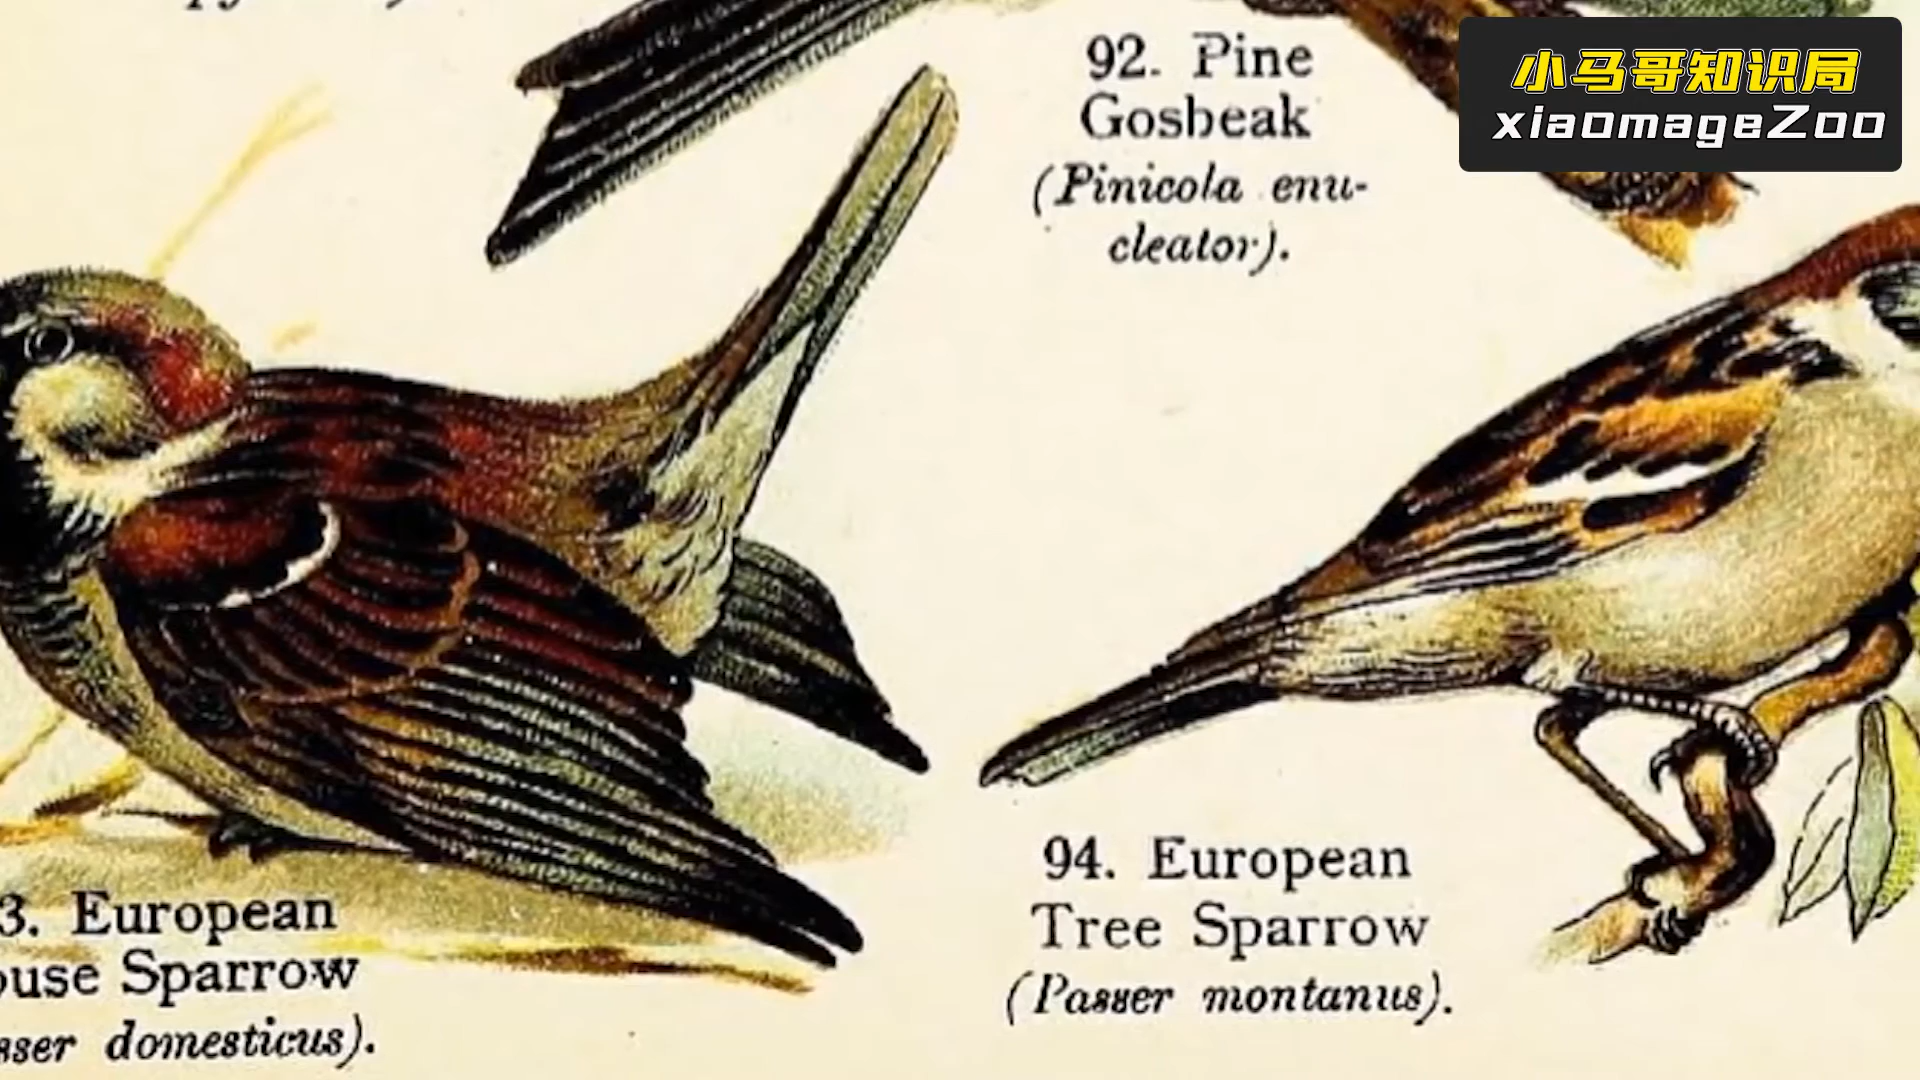 92. Pine
Gosbeak
(Pinicola enu-
cleator).
小马哥知识局
xiaomageZoo
3. European
ouse Sparrow
sser domesticus).
94. European
Tree Sparrow
(Passer montanus).